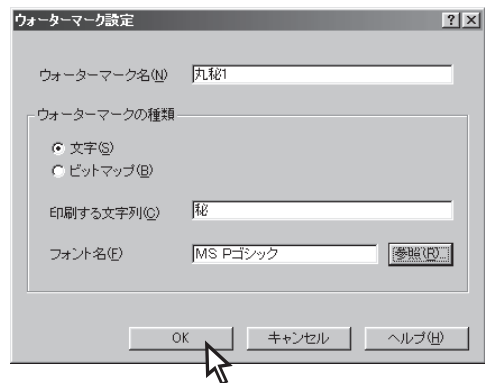 ウォーターマーク設定
ウォーターマーク名(N) 丸秘1
ウォーターマークの種類
文字(S)
ビットマップ(B)
印刷する文字列(C) 秘
フォント名(F) MS Pゴシック 参照(R)...
OK キャンセル ヘルプ(H)